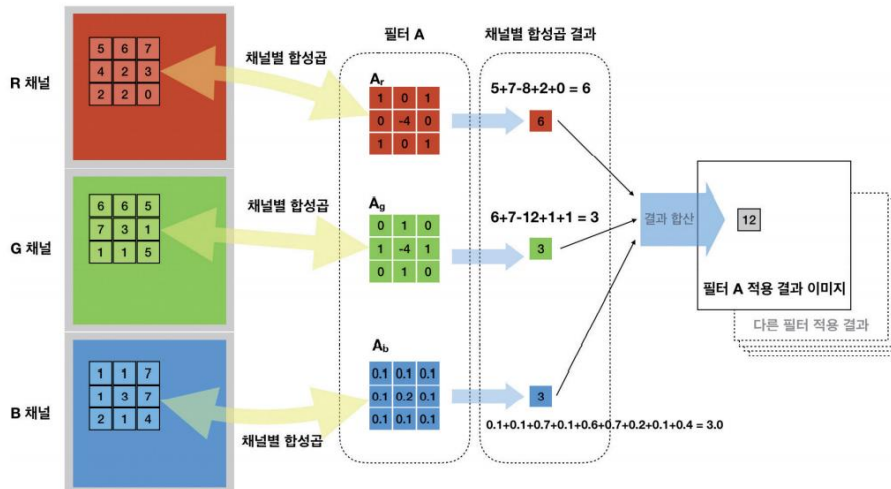 필터 A
채널별 합성곱 결과
R 채널
5 6 7
4 2 3
2 2 0
채널별 합성곱
Ar
1 0 1
0 -4 0
1 0 1
5+7-8+2+0 = 6
6
G 채널
6 6 5
7 3 1
1 1 5
채널별 합성곱
Ag
0 1 0
1 -4 1
0 1 0
6+7-12+1+1 = 3
3
결과 합산
12
필터 A 적용 결과 이미지
다른 필터 적용 결과
B 채널
1 1 7
1 3 7
2 1 4
채널별 합성곱
Ab
0.1 0.1 0.1
0.1 0.2 0.1
0.1 0.1 0.1
3
0.1+0.1+0.7+0.1+0.6+0.7+0.2+0.1+0.4 = 3.0